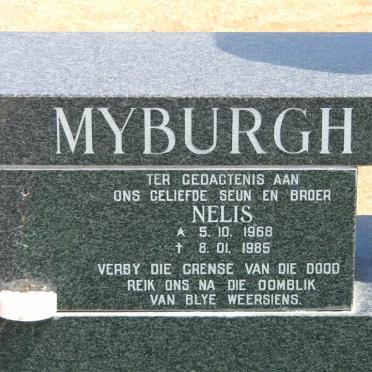 MYBURGH
TER GEDAGTENIS AAN
ONS GELIEFDE SEUN EN BROER
NELIS
★ 5. 10. 1968
† 8. 01. 1985
VERBY DIE GRENSE VAN DIE DOOD
REIK ONS NA DIE OOMBLIK
VAN BLYE WEERSIENS.